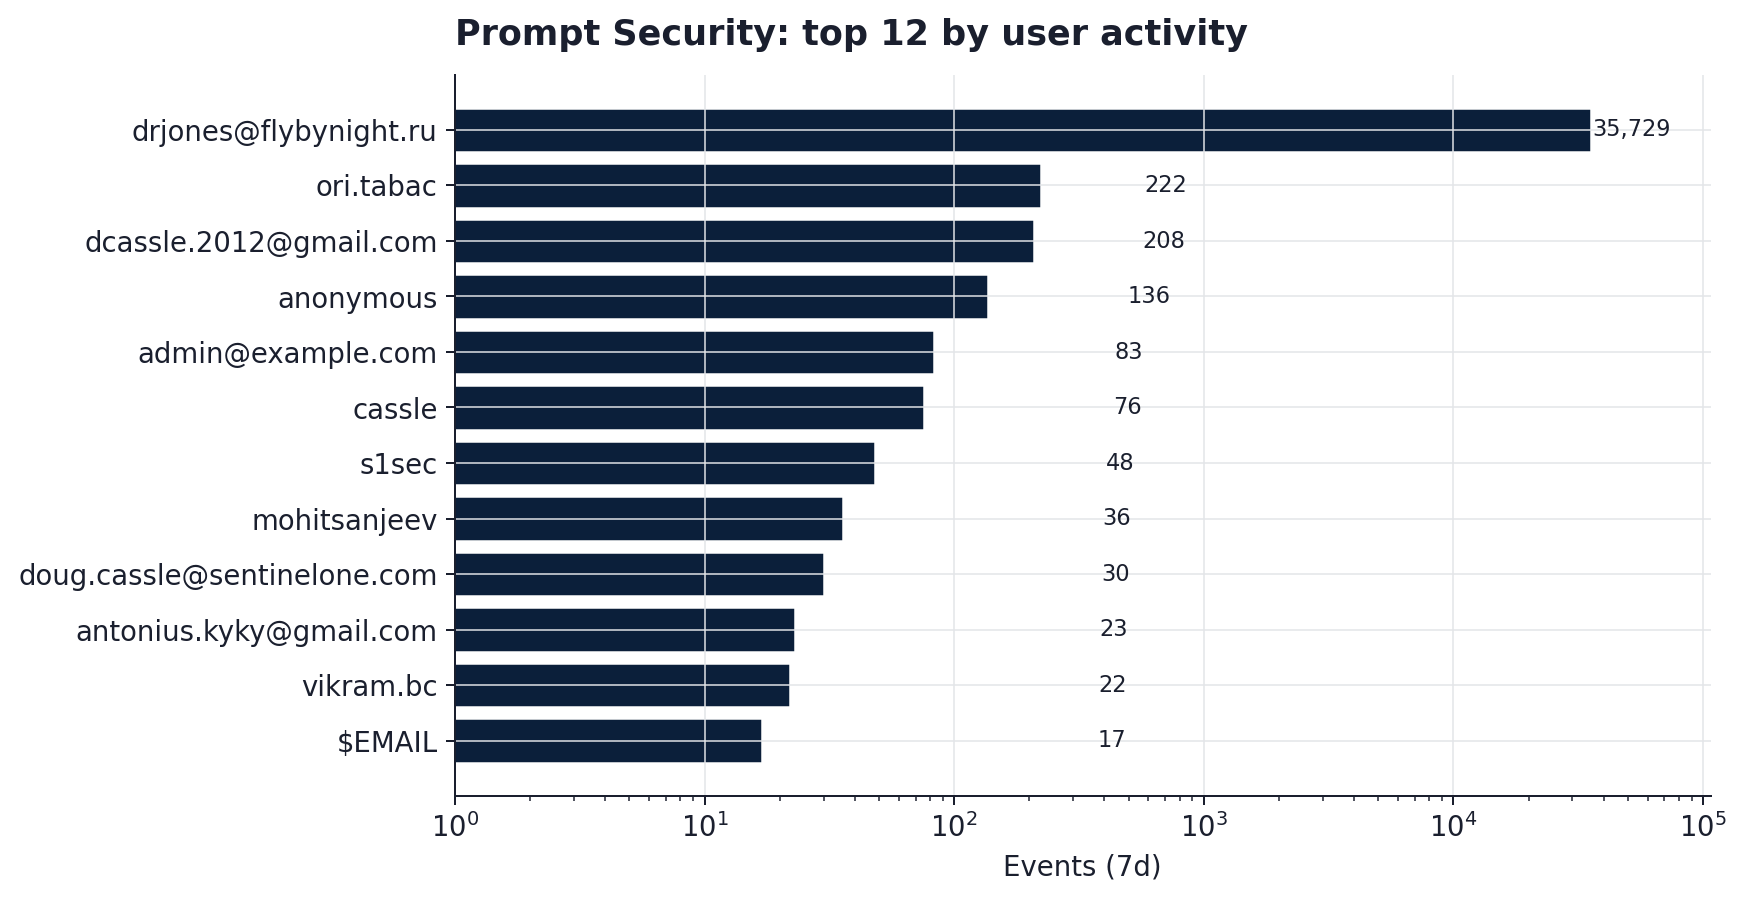 Prompt Security: top 12 by user activity
drjones@flybynight.ru 35,729
ori.tabac 222
dcassle.2012@gmail.com 208
anonymous 136
admin@example.com 83
cassle 76
s1sec 48
mohitsanjeev 36
doug.cassle@sentinelone.com 30
antonius.kyky@gmail.com 23
vikram.bc 22
$EMAIL 17
10⁰ 10¹ 10² 10³ 10⁴ 10⁵
Events (7d)